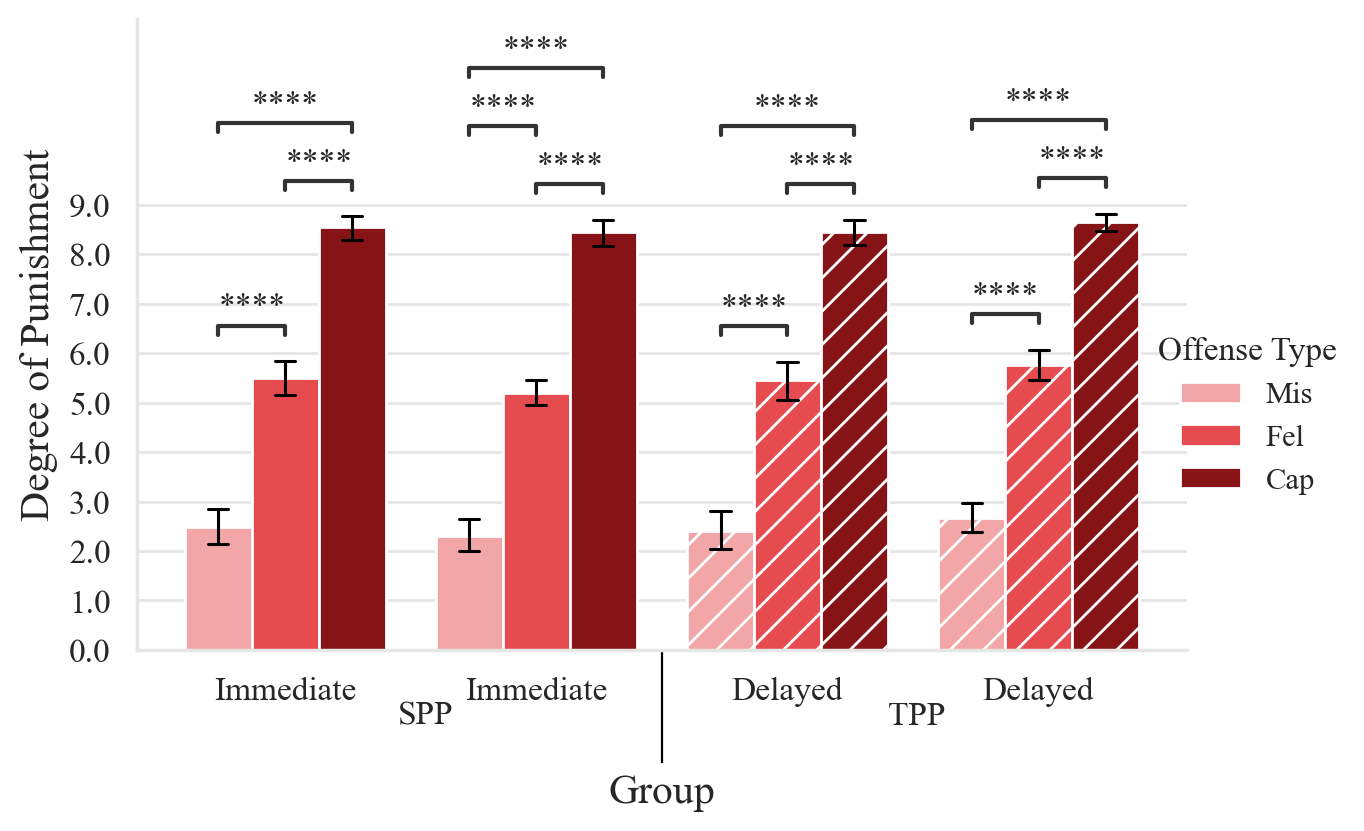 ****
****
****
****
****
****
****
****
****
****
****
****
Degree of Punishment
9.0
8.0
7.0
6.0
5.0
4.0
3.0
2.0
1.0
0.0
Offense Type
Mis
Fel
Cap
Immediate Immediate Delayed Delayed
SPP TPP
Group